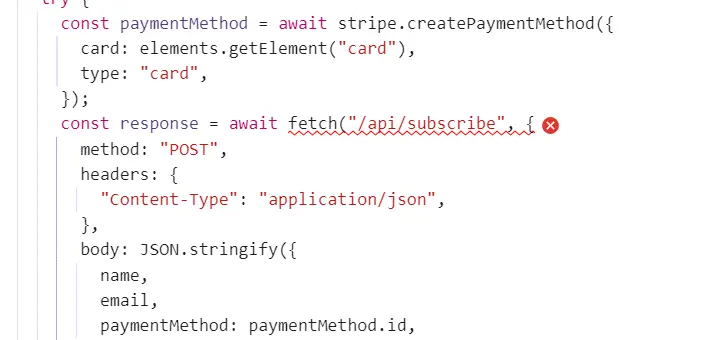 try {
const paymentMethod = await stripe.createPaymentMethod({
card: elements.getElement("card"),
type: "card",
});
const response = await fetch("/api/subscribe", {
method: "POST",
headers: {
"Content-Type": "application/json",
},
body: JSON.stringify({
name,
email,
paymentMethod: paymentMethod.id,